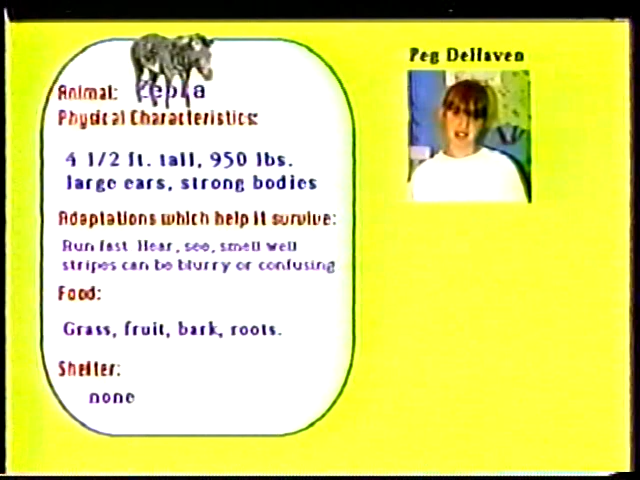 Peg DeHaven
Animal: Zebra
Physical Characteristics:
4 1/2 ft. tall, 950 lbs.
large ears, strong bodies
Adaptations which help it survive:
Run fast Hear, see, smell well
stripes can be blurry or confusing
Food:
Grass, fruit, bark, roots.
Shelter:
none